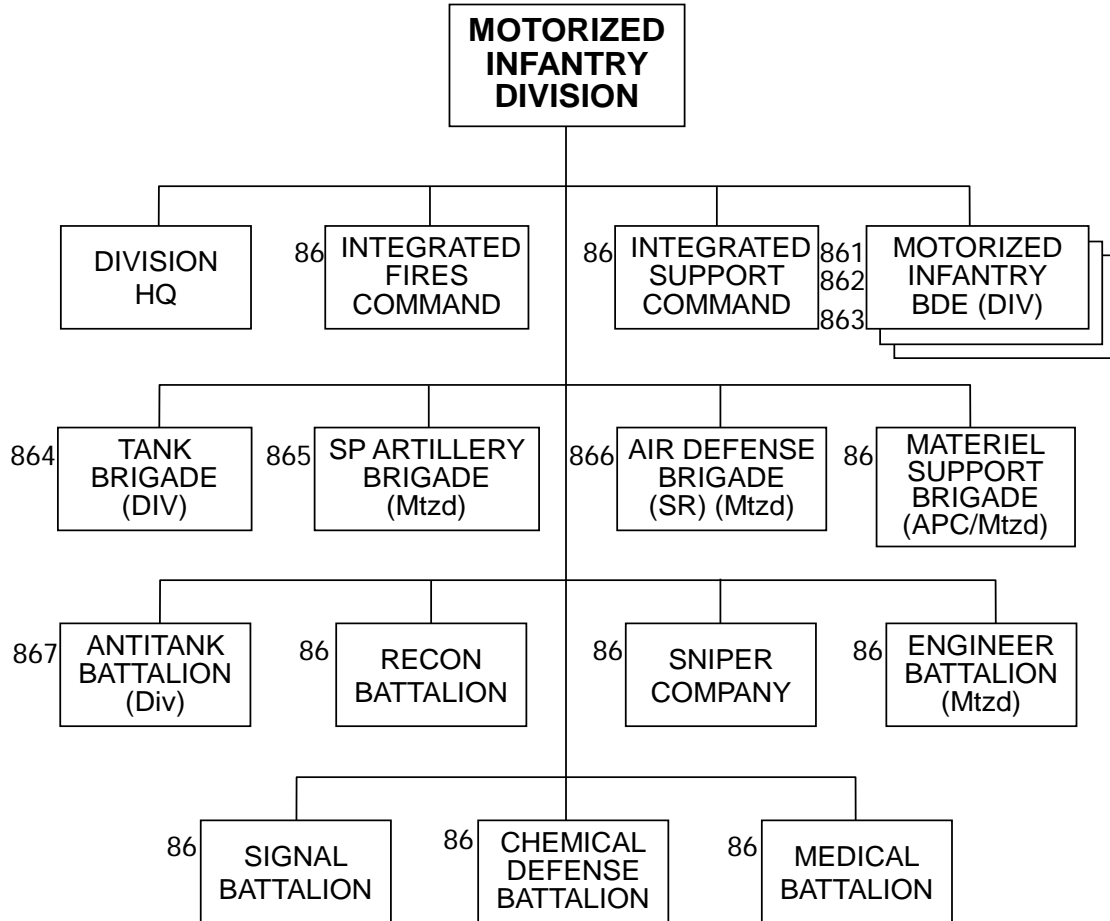 MOTORIZED
INFANTRY
DIVISION
DIVISION
HQ
86
INTEGRATED
FIRES
COMMAND
86
INTEGRATED
SUPPORT
COMMAND
861
862
863
MOTORIZED
INFANTRY
BDE (DIV)
864
TANK
BRIGADE
(DIV)
865
SP ARTILLERY
BRIGADE
(Mtzd)
866
AIR DEFENSE
BRIGADE
(SR) (Mtzd)
86
MATERIEL
SUPPORT
BRIGADE
(APC/Mtzd)
867
ANTITANK
BATTALION
(Div)
86
RECON
BATTALION
86
SNIPER
COMPANY
86
ENGINEER
BATTALION
(Mtzd)
86
SIGNAL
BATTALION
86
CHEMICAL
DEFENSE
BATTALION
86
MEDICAL
BATTALION